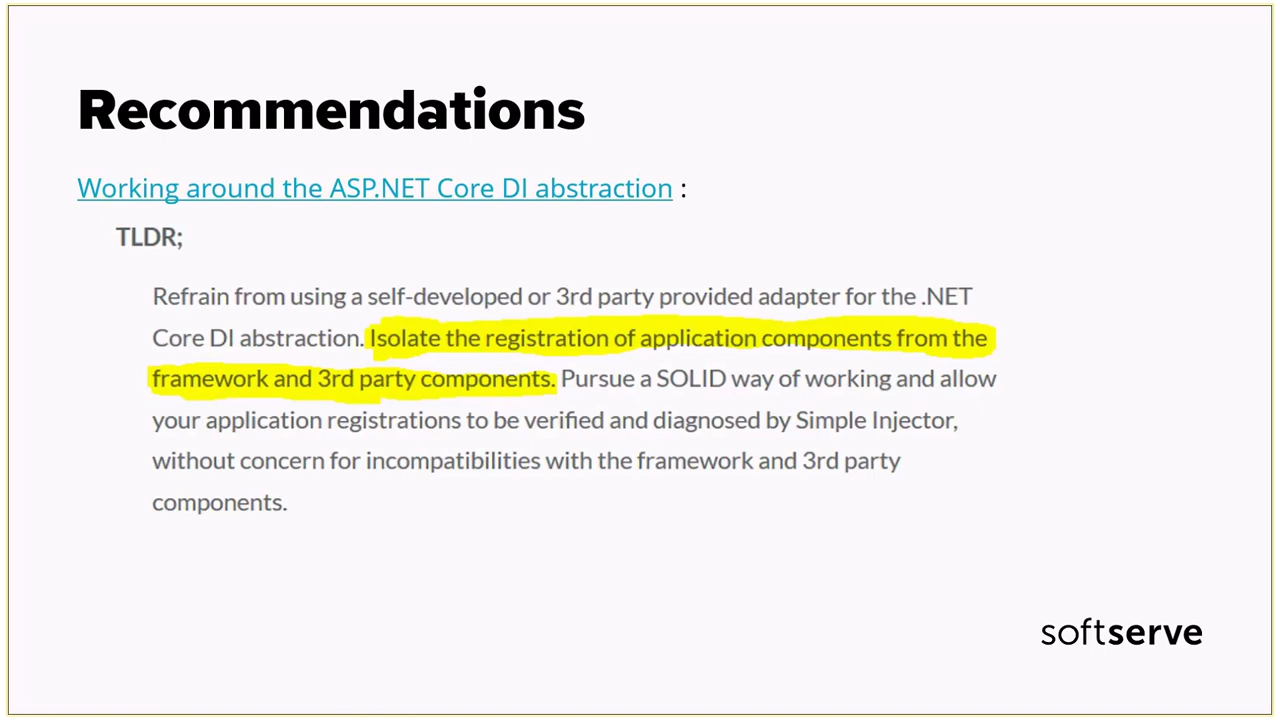 Recommendations
Working around the ASP.NET Core DI abstraction :
TLDR;
Refrain from using a self-developed or 3rd party provided adapter for the .NET
Core DI abstraction. Isolate the registration of application components from the
framework and 3rd party components. Pursue a SOLID way of working and allow
your application registrations to be verified and diagnosed by Simple Injector,
without concern for incompatibilities with the framework and 3rd party
components.
softserve